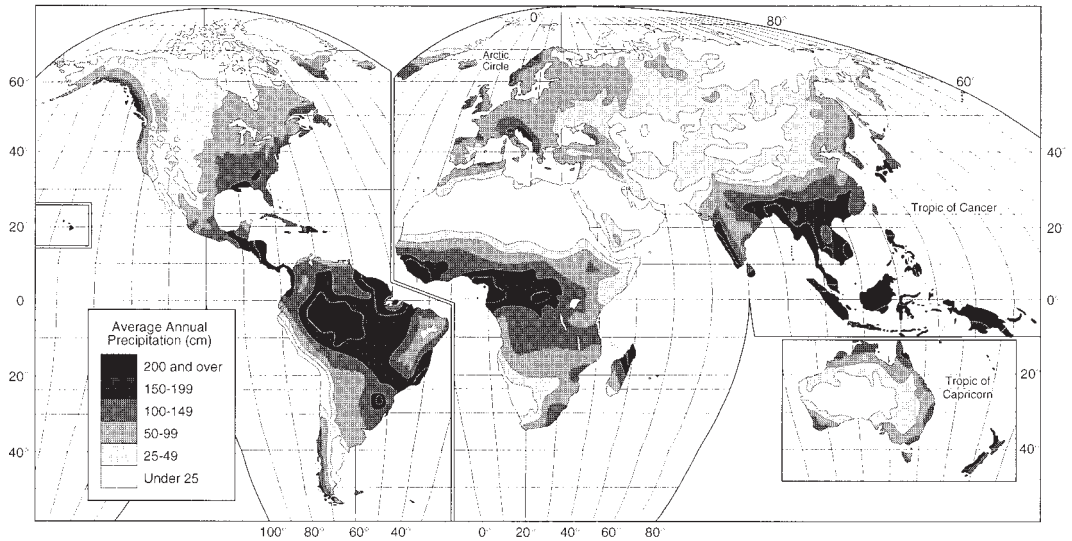 0°
80°
Arctic
Circle
60°
60°
40°
40°
20°
Tropic of Cancer
20°
0
0°
Average Annual
Precipitation (cm)
200 and over
150-199
100-149
50-99
25-49
Under 25
20°
Tropic of
Capricorn
20°
40°
40°
100° 80° 60° 40° 0° 20 40° 60° 80°